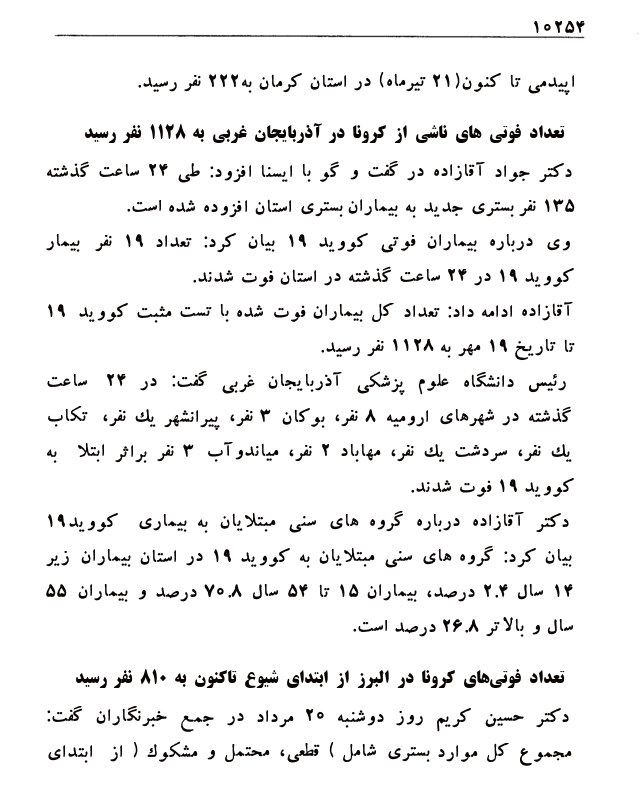 ۱۰۲۵۴
اپیدمی تا کنون(۲۱ تیرماه) در استان کرمان به۲۲۲ نفر رسید.
تعداد فوتی های ناشی از کرونا در آذربایجان غربی به ۱۱۲۸ نفر رسید
دکتر جواد آقازاده در گفت و گو با ایسنا افزود: طی ۲۴ ساعت گذشته
۱۳۵ نفر بستری جدید به بیماران بستری استان افزوده شده است.
وی درباره بیماران فوتی کووید ۱۹ بیان کرد: تعداد ۱۹ نفر بیمار
کووید ۱۹ در ۲۴ ساعت گذشته در استان فوت شدند.
آقازاده ادامه داد: تعداد کل بیماران فوت شده با تست مثبت کووید ۱۹
تا تاریخ ۱۹ مهر به ۱۱۲۸ نفر رسید.
رئیس دانشگاه علوم پزشکی آذربایجان غربی گفت: در ۲۴ ساعت
گذشته در شهرهای ارومیه ۸ نفر، بوکان ۳ نفر، پیرانشهر یك نفر، تکاب
یك نفر، سردشت یك نفر، مهاباد ۲ نفر، میاندوآب ۳ نفر براثر ابتلا به
کووید ۱۹ فوت شدند.
دکتر آقازاده درباره گروه های سنی مبتلایان به بیماری کووید۱۹
بیان کرد: گروه های سنی مبتلایان به کووید ۱۹ در استان بیماران زیر
۱۴ سال ۲.۴ درصد، بیماران ۱۵ تا ۵۴ سال ۷۰.۸ درصد و بیماران ۵۵
سال و بالاتر ۲۶.۸ درصد است.
تعداد فوتی‌های کرونا در البرز از ابتدای شیوع تاکنون به ۸۱۰ نفر رسید
دکتر حسین کریم روز دوشنبه ۲۰ مرداد در جمع خبرنگاران گفت:
مجموع کل موارد بستری شامل ) قطعی، محتمل و مشکوك ( از ابتدای